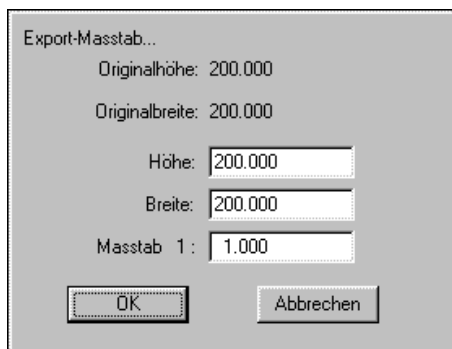 Export-Masstab...
Originalhöhe: 200.000
Originalbreite: 200.000
Höhe: 200.000
Breite: 200.000
Masstab 1 : 1.000
OK Abbrechen